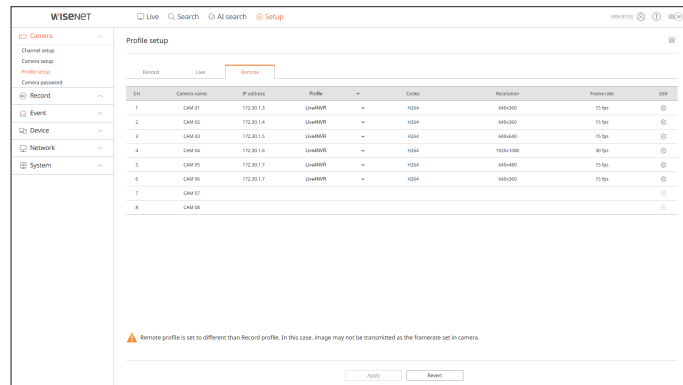 WISENET Live Search AI search Setup XRN-815S
Camera
Channel setup
Camera setup
Profile setup
Camera password
Record
Event
Device
Network
System
Profile setup
Record Live Remote
CH Camera name IP address Profile Codec Resolution Frame rate Edit
1 CAM 01 172.30.1.3 Live4NVR H264 640x360 15 fps
2 CAM 02 172.30.1.4 Live4NVR H264 640x360 15 fps
3 CAM 03 172.30.1.5 Live4NVR H264 640x640 15 fps
4 CAM 04 172.30.1.6 Live4NVR H264 1920x1080 30 fps
5 CAM 05 172.30.1.7 Live4NVR H264 640x480 15 fps
6 CAM 06 172.30.1.7 Live4NVR H264 640x360 15 fps
7 CAM 07
8 CAM 08
Remote profile is set to different than Record profile. In this case, image may not be transmitted as the framerate set in camera.
Apply Revert